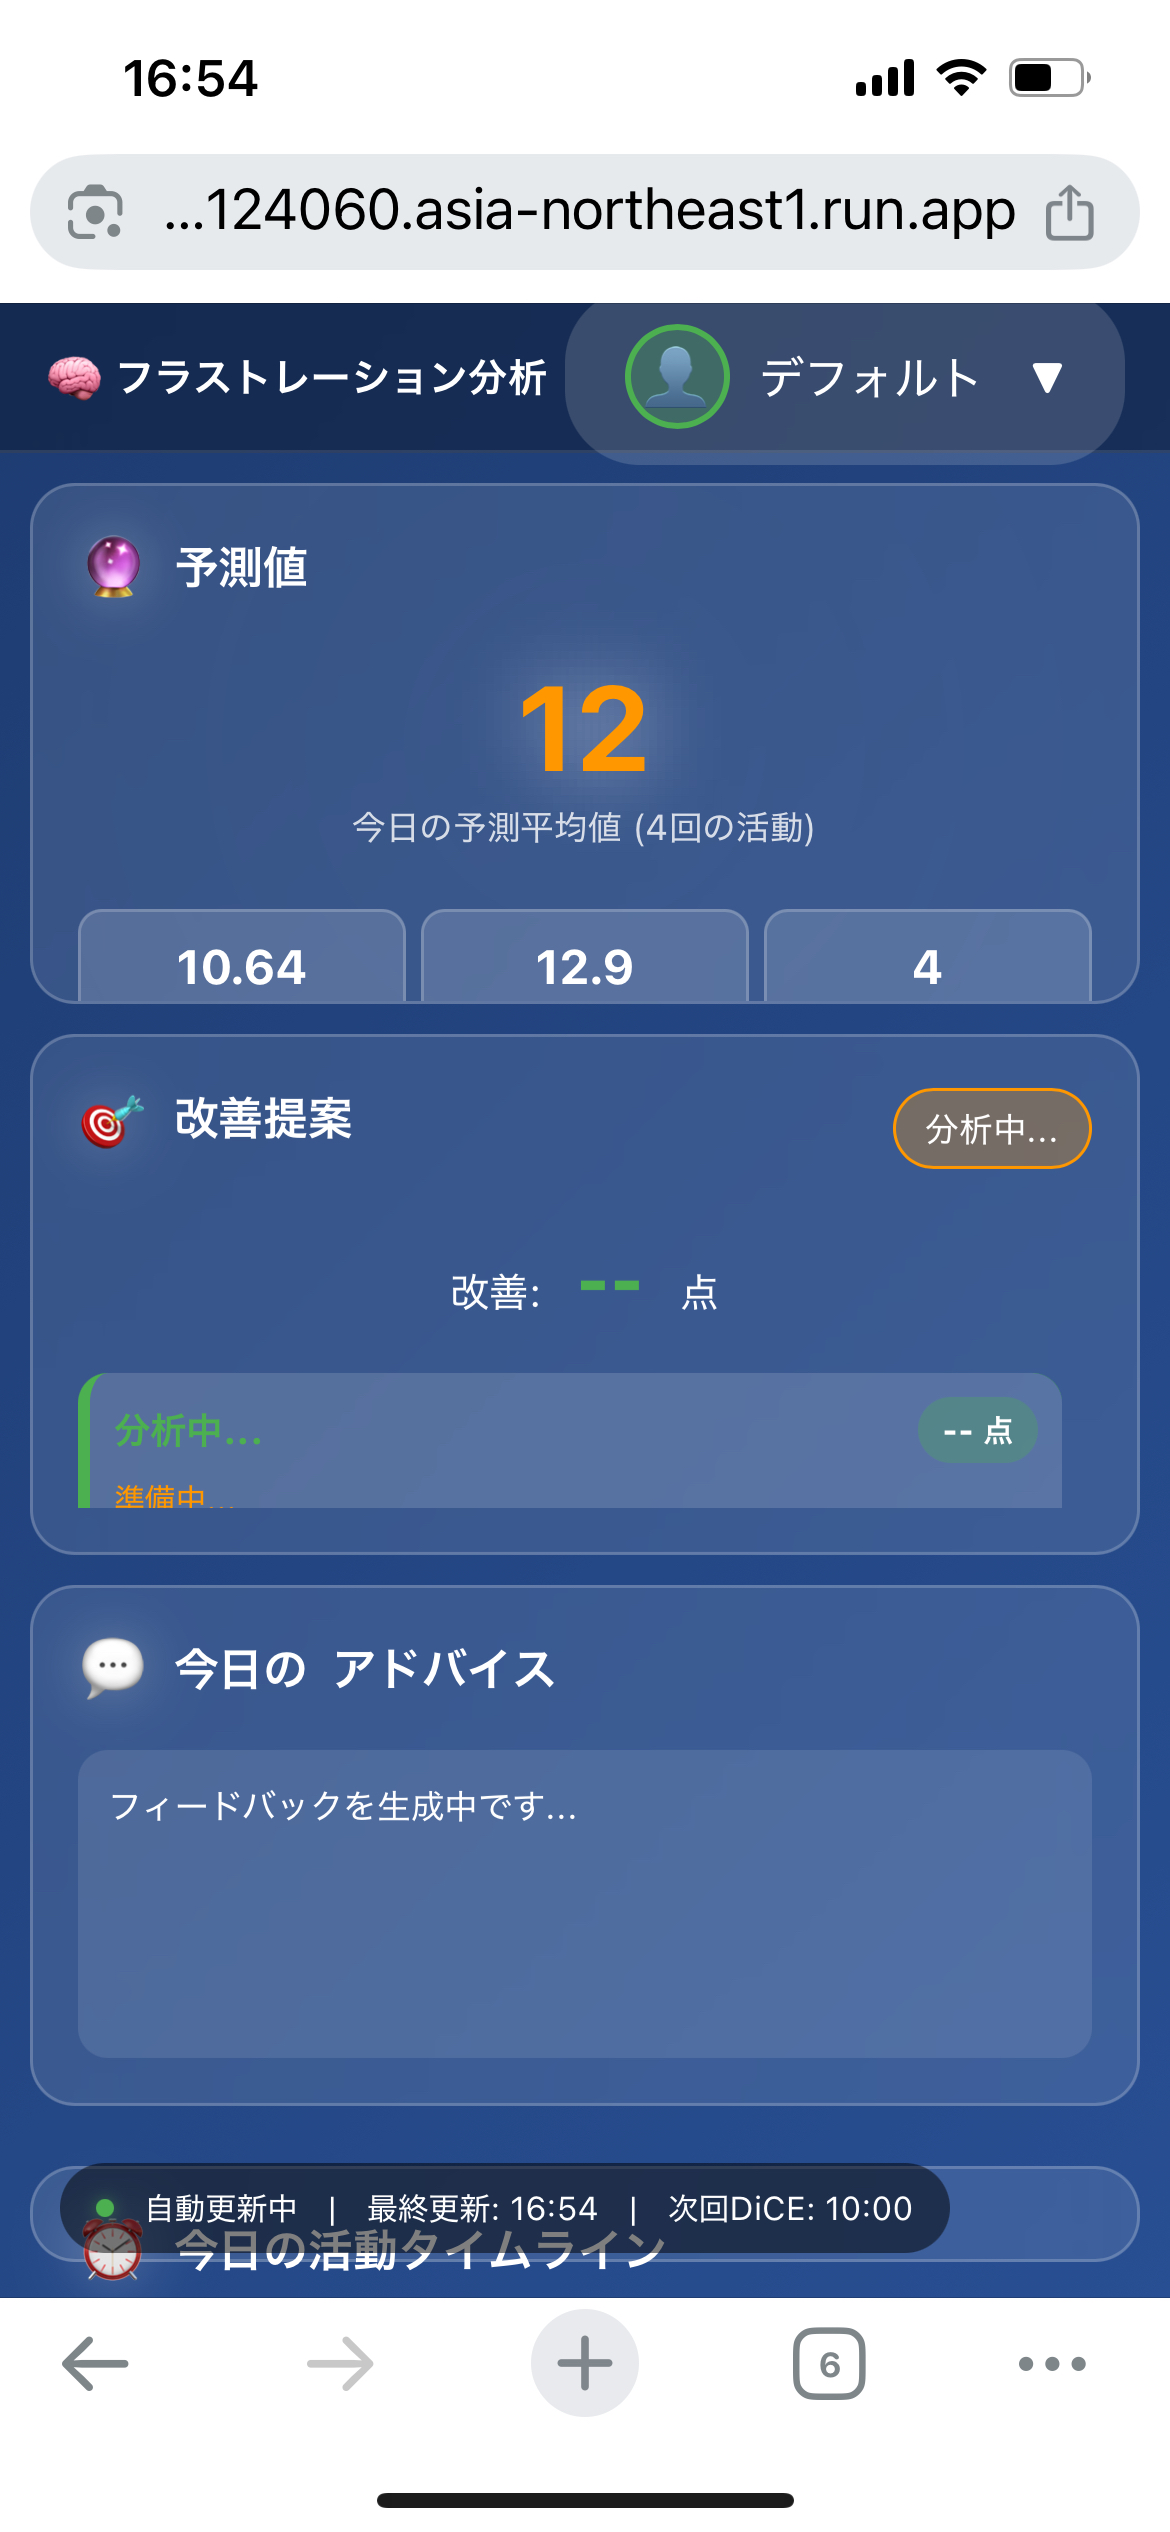 16:54
...124060.asia-northeast1.run.app
フラストレーション分析
デフォルト ▼
予測値
12
今日の予測平均値 (4回の活動)
10.64
12.9
4
改善提案
分析中...
改善: -- 点
分析中...
-- 点
準備中...
今日の アドバイス
フィードバックを生成中です...
自動更新中 | 最終更新: 16:54 | 次回DiCE: 10:00
今日の活動タイムライン
6